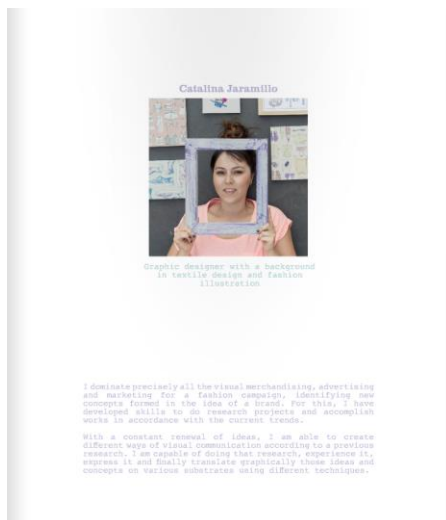 Catalina Jaramillo
Graphic designer with a background
in textile design and fashion
illustration
I dominate precisely all the visual merchandising, advertising
and marketing for a fashion campaign, identifying new
concepts formed in the idea of a brand. For this, I have
developed skills to do research projects and accomplish
works in accordance with the current trends.
With a constant renewal of ideas, I am able to create
different ways of visual communication according to a previous
research. I am capable of doing that research, experience it,
express it and finally translate graphically those ideas and
concepts on various substrates using different techniques.